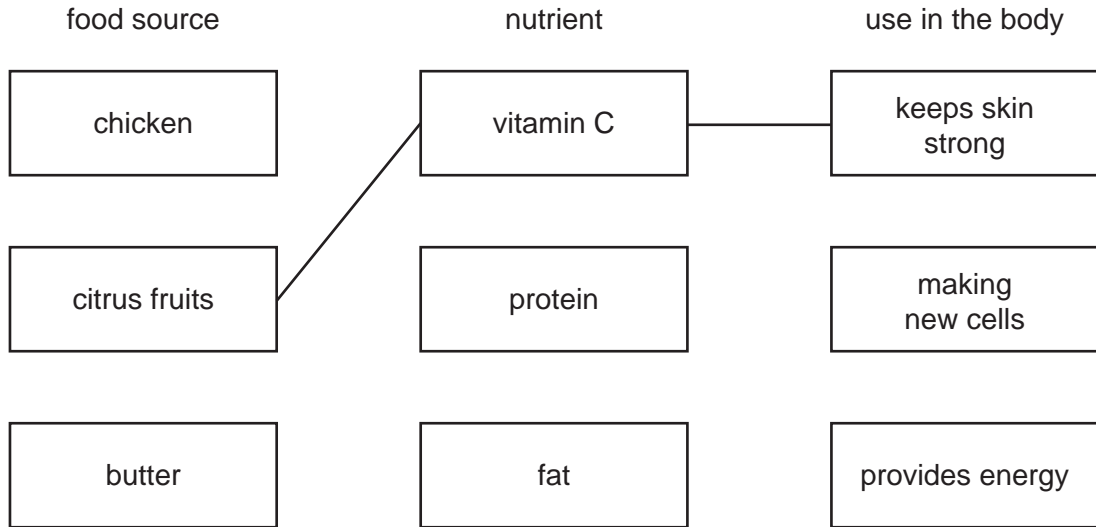 food source
nutrient
use in the body
chicken
vitamin C
keeps skin
strong
citrus fruits
protein
making
new cells
butter
fat
provides energy